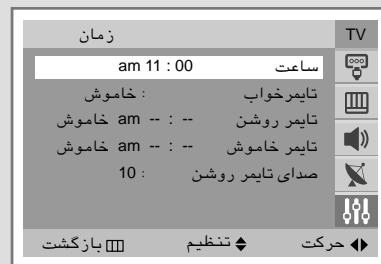 زمان
TV
ساعت am 11 : 00
تایمرخواب : خاموش
تایمر روشن -- : -- am خاموش
تایمر خاموش -- : -- am خاموش
صدای تایمر روشن : 10
حرکت تنظیم بازگشت